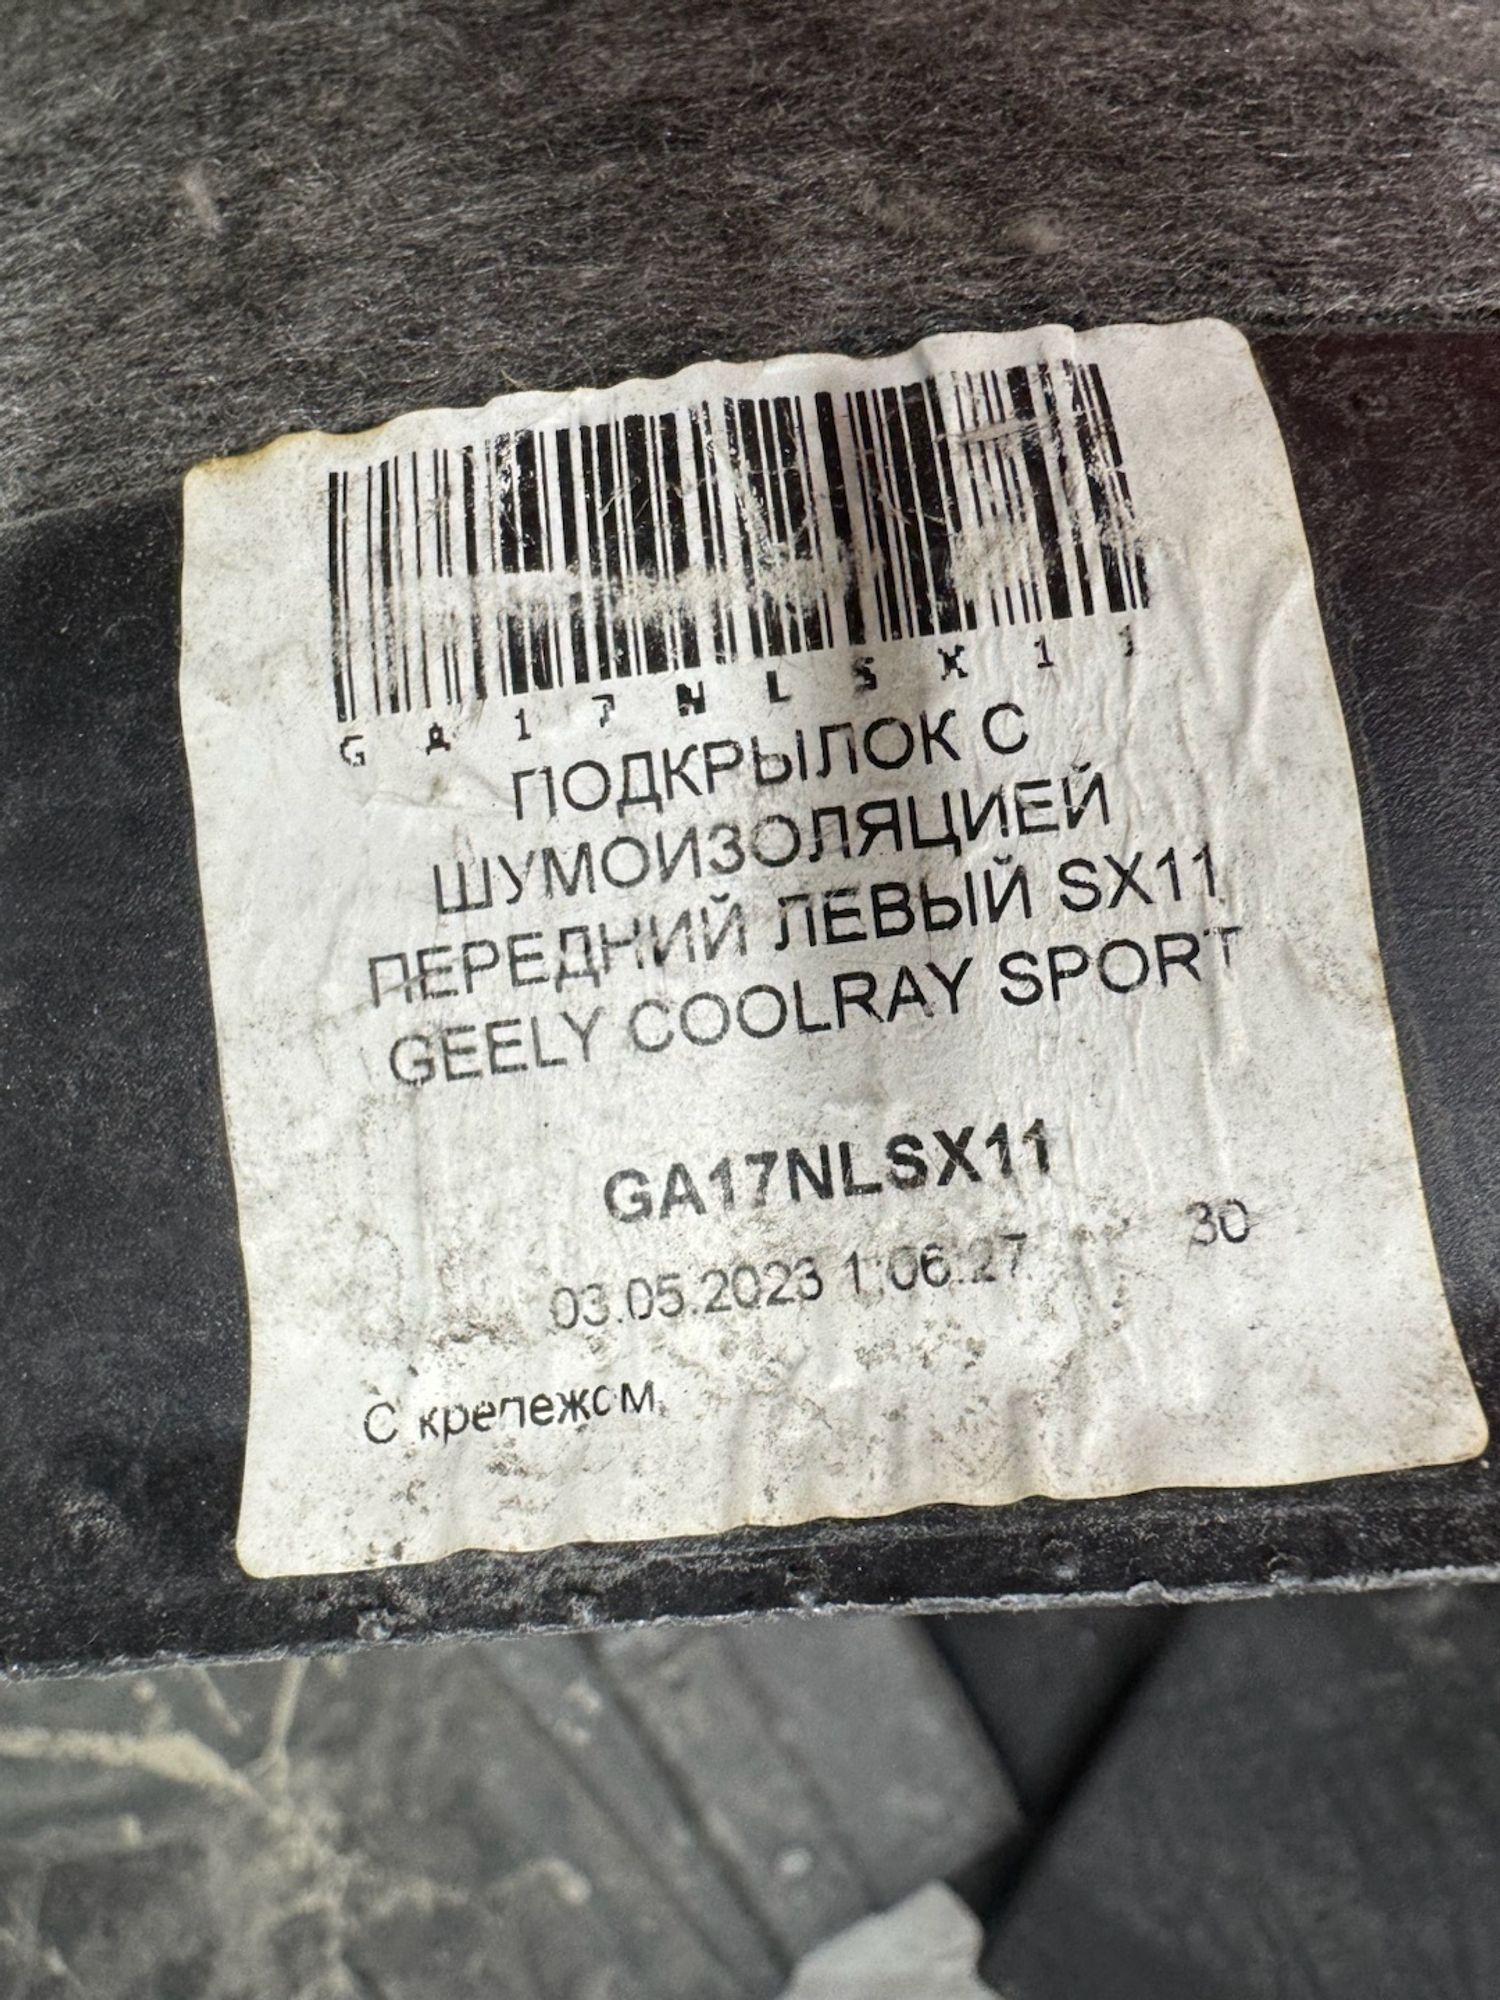 GA17NLSX11
ПОДКРЫЛОК С
ШУМОИЗОЛЯЦИЕЙ
ПЕРЕДНИЙ ЛЕВЫЙ SX11
GEELY COOLRAY SPORT
GA17NLSX11
03.05.2023 1:06:27 30
С крепежом